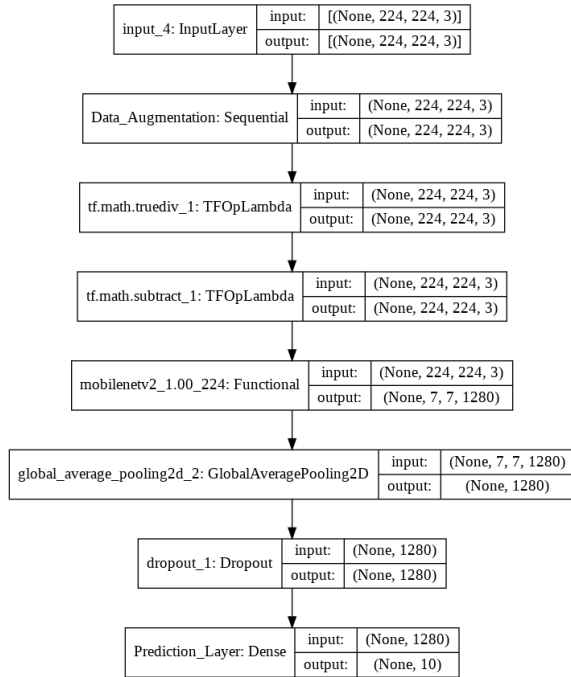 input_4: InputLayer
input: [(None, 224, 224, 3)]
output: [(None, 224, 224, 3)]
Data_Augmentation: Sequential
input: (None, 224, 224, 3)
output: (None, 224, 224, 3)
tf.math.truediv_1: TFOpLambda
input: (None, 224, 224, 3)
output: (None, 224, 224, 3)
tf.math.subtract_1: TFOpLambda
input: (None, 224, 224, 3)
output: (None, 224, 224, 3)
mobilenetv2_1.00_224: Functional
input: (None, 224, 224, 3)
output: (None, 7, 7, 1280)
global_average_pooling2d_2: GlobalAveragePooling2D
input: (None, 7, 7, 1280)
output: (None, 1280)
dropout_1: Dropout
input: (None, 1280)
output: (None, 1280)
Prediction_Layer: Dense
input: (None, 1280)
output: (None, 10)